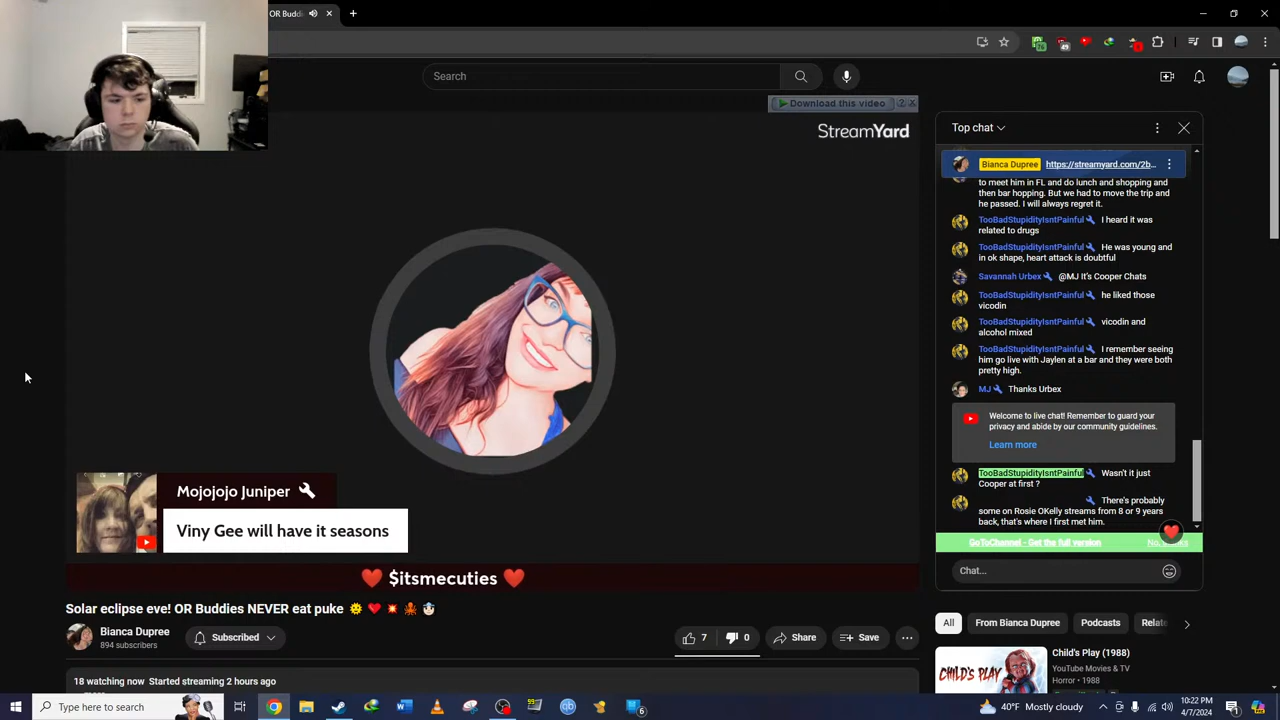 OR Buddi
Search
Download this video
StreamYard
Top chat
Bianca Dupree https://streamyard.com/2b...
to meet him in FL and do lunch and shopping and
then bar hopping. But we had to move the trip and
he passed. I will always regret it.
TooBadStupidityIsntPainful I heard it was
related to drugs
TooBadStupidityIsntPainful He was young and
in ok shape, heart attack is doubtful
Savannah Urbex @MJ It's Cooper Chats
TooBadStupidityIsntPainful he liked those
vicodin
TooBadStupidityIsntPainful vicodin and
alcohol mixed
TooBadStupidityIsntPainful I remember seeing
him go live with Jaylen at a bar and they were both
pretty high.
MJ Thanks Urbex
Welcome to live chat! Remember to guard your
privacy and abide by our community guidelines.
Learn more
TooBadStupidityIsntPainful Wasn't it just
Cooper at first ?
There's probably
some on Rosie OKelly streams from 8 or 9 years
back, that's where I first met him.
GoToChannel - Get the full version
No, thanks
Chat...
Mojojojo Juniper
Viny Gee will have it seasons
$itsmecuties
Solar eclipse eve! OR Buddies NEVER eat puke
Bianca Dupree
894 subscribers
Subscribed
7
0
Share
Save
18 watching now Started streaming 2 hours ago
All
From Bianca Dupree
Podcasts
Relate
CHILD'S PLAY
Child's Play (1988)
YouTube Movies & TV
Horror • 1988
Type here to search
40°F Mostly cloudy
10:22 PM
4/7/2024